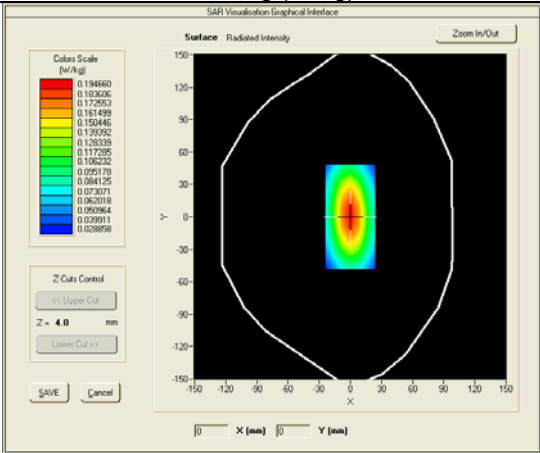 SAR Visualisation Graphical Interface
Surface Radiated Intensity
Zoom In/Out
Colors Scale
(W/kg)
0.194660
0.183606
0.172553
0.161499
0.150446
0.139392
0.128339
0.117285
0.106232
0.095178
0.084125
0.073071
0.062018
0.050964
0.039911
0.028858
Z-Cuts Control
<< Upper Cut
Z = 4.0 mm
Lower Cut >>
SAVE Cancel
150
120
90
60
30
0
-30
-60
-90
-120
-150
Y
-150 -120 -90 -60 -30 0 30 60 90 120 150
X
0 X (mm) 0 Y (mm)